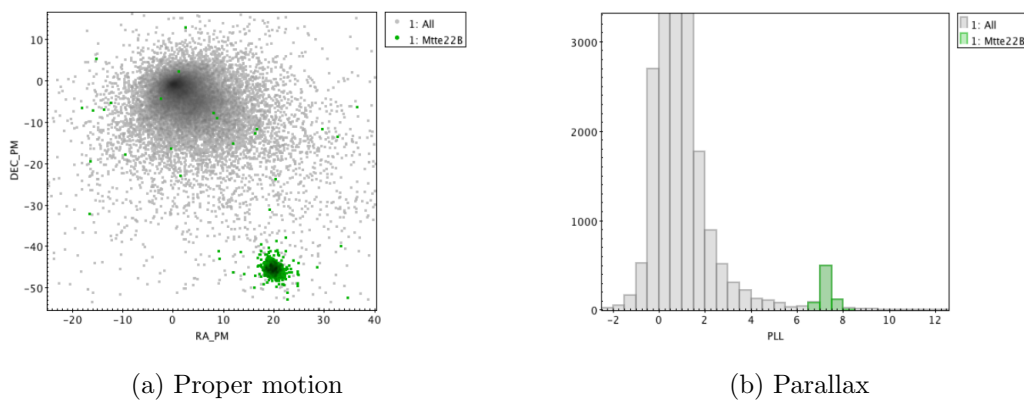 1: All
1: Mtte22B
10
0
−10
−20
−30
−40
−50
DEC_PM
−20
−10
0
10
20
30
40
RA_PM
(a) Proper motion
1: All
1: Mtte22B
3000
2000
1000
0
−2
0
2
4
6
8
10
12
PLL
(b) Parallax